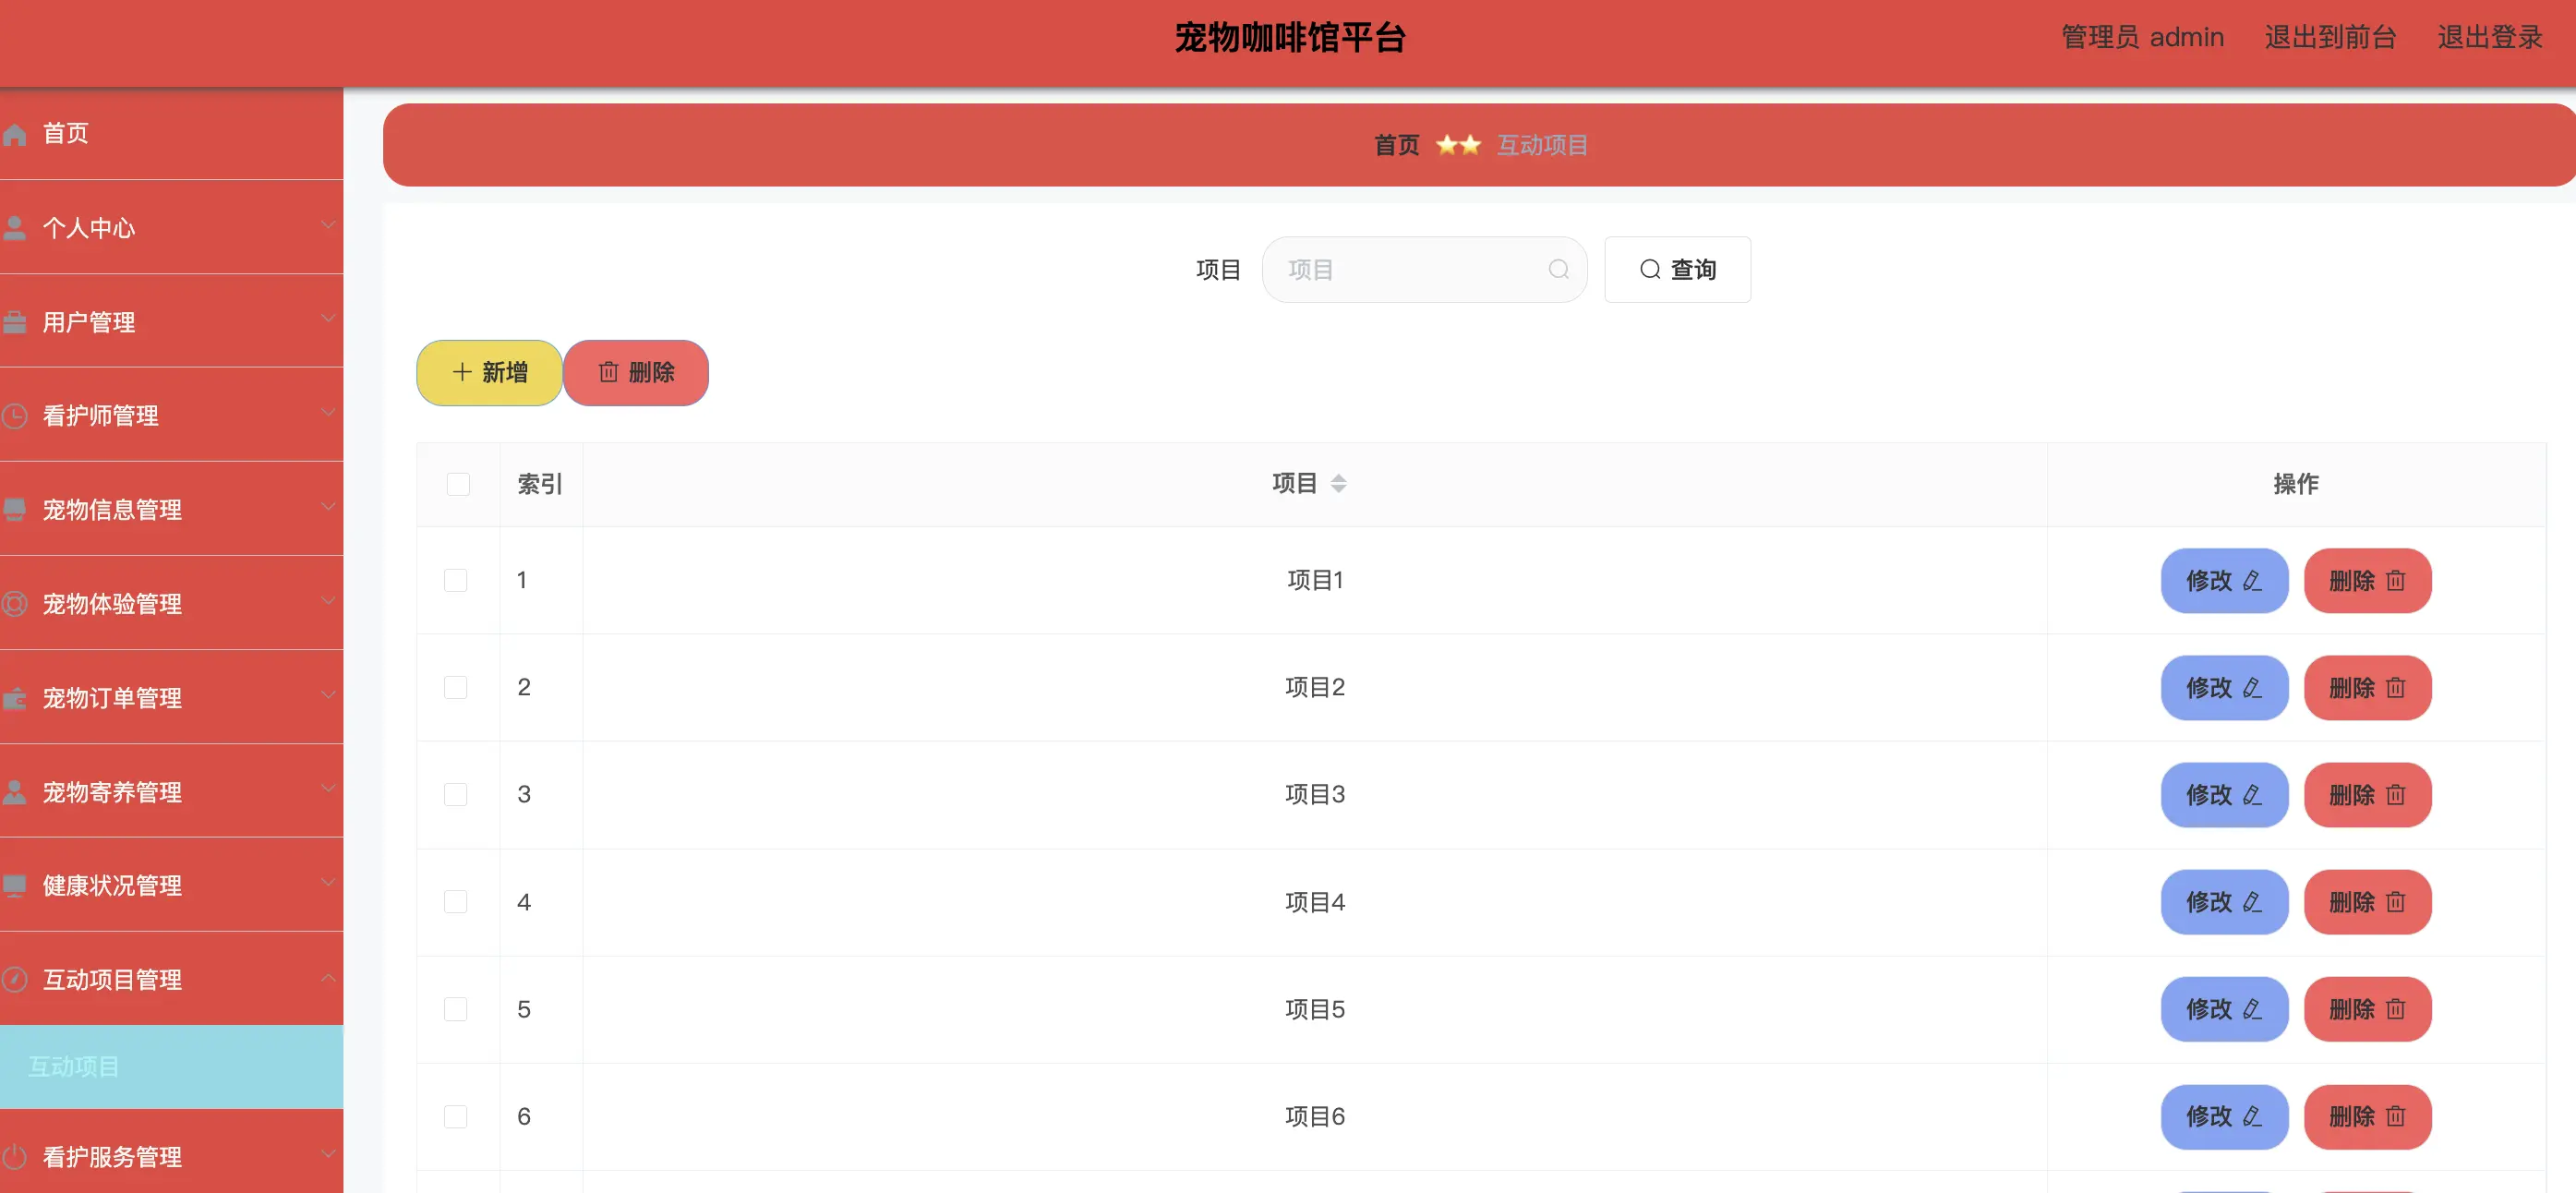 宠物咖啡馆平台
管理员 admin 退出到前台 退出登录
首页
个人中心
用户管理
看护师管理
宠物信息管理
宠物体验管理
宠物订单管理
宠物寄养管理
健康状况管理
互动项目管理
互动项目
看护服务管理
首页 互动项目
项目 项目 查询
新增 删除
索引 项目 操作
1 项目1 修改 删除
2 项目2 修改 删除
3 项目3 修改 删除
4 项目4 修改 删除
5 项目5 修改 删除
6 项目6 修改 删除